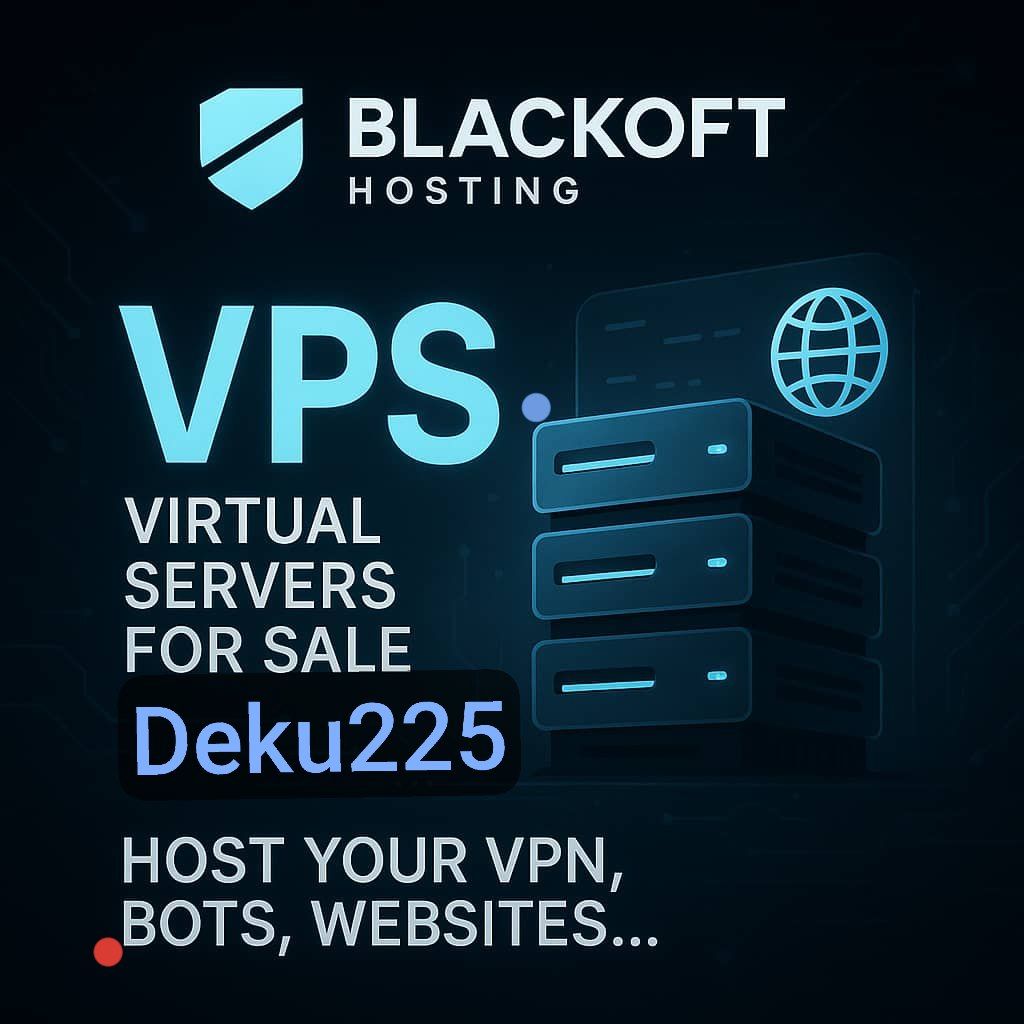 BLACKOFT
HOSTING
VPS
VIRTUAL
SERVERS
FOR SALE
Deku225
HOST YOUR VPN,
BOTS, WEBSITES...